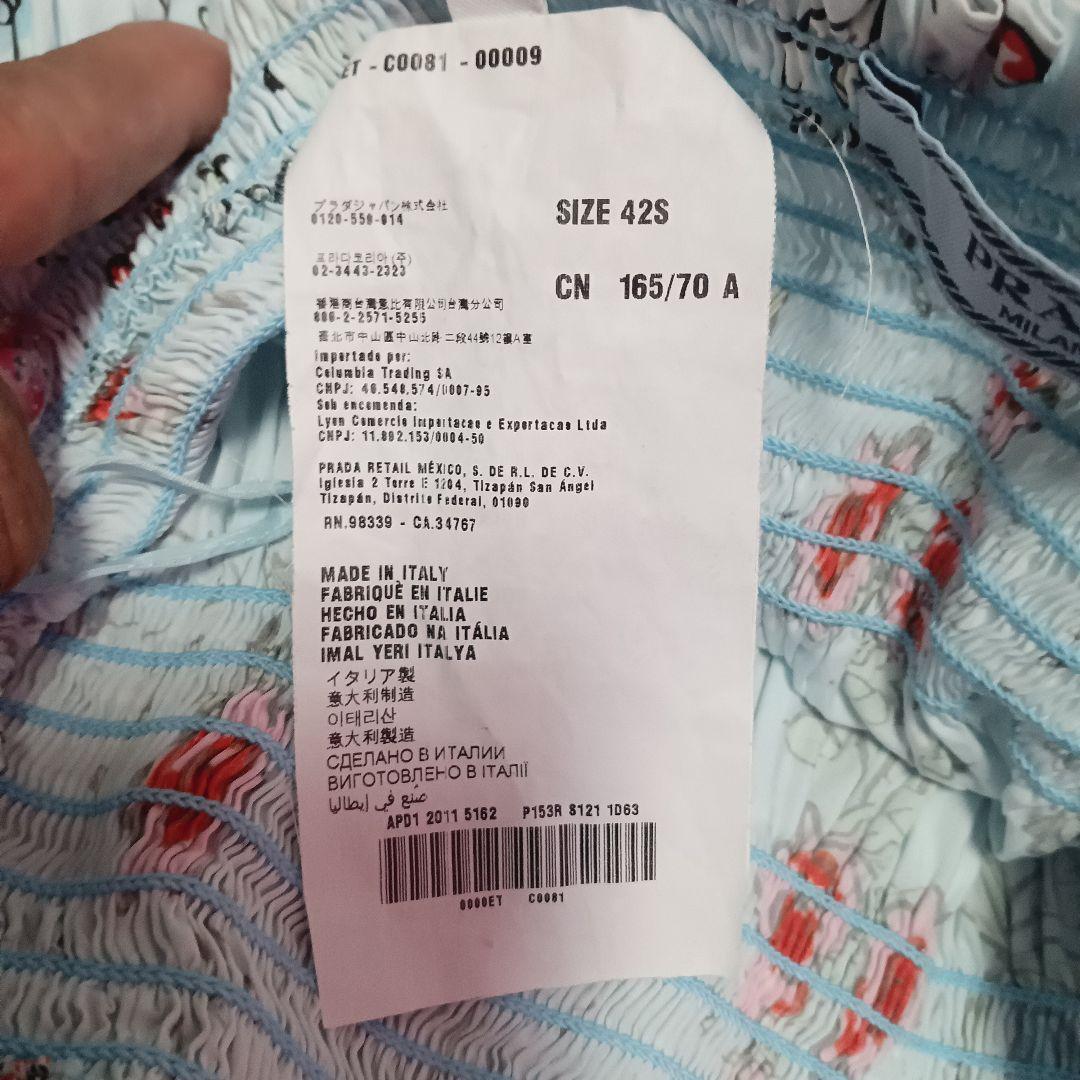 ET - C0081 - 00009
プラダジャパン株式会社
0120-559-914
프라다코리아 (주)
02-3443-2323
香港商台灣意比有限公司台灣分公司
886-2-2571-5255
臺北市中山區中山北路二段44號12樓A室
Importado por:
Columbia Trading SA
CNPJ: 40.548.574/0007-95
Sob encomenda:
Lyon Comercio Importacao e Exportacao Ltda
CNPJ: 11.892.153/0004-50
PRADA RETAIL MÉXICO, S. DE R.L. DE C.V.
Iglesia 2 Torre E 1204, Tizapán San Ángel
Tizapán, Distrito Federal, 01090
RN.98339 - CA.34767
SIZE 42S
CN 165/70 A
MADE IN ITALY
FABRIQUÈ EN ITALIE
HECHO EN ITALIA
FABRICADO NA ITÁLIA
IMAL YERI ITALYA
イタリア製
意大利制造
이태리산
意大利製造
СДЕЛАНО В ИТАЛИИ
ВИГОТОВЛЕНО В ІТАЛІЇ
صنع في إيطاليا
APD1 2011 5162 P153R S121 1D63
0000ET C0081
PRA
MILA